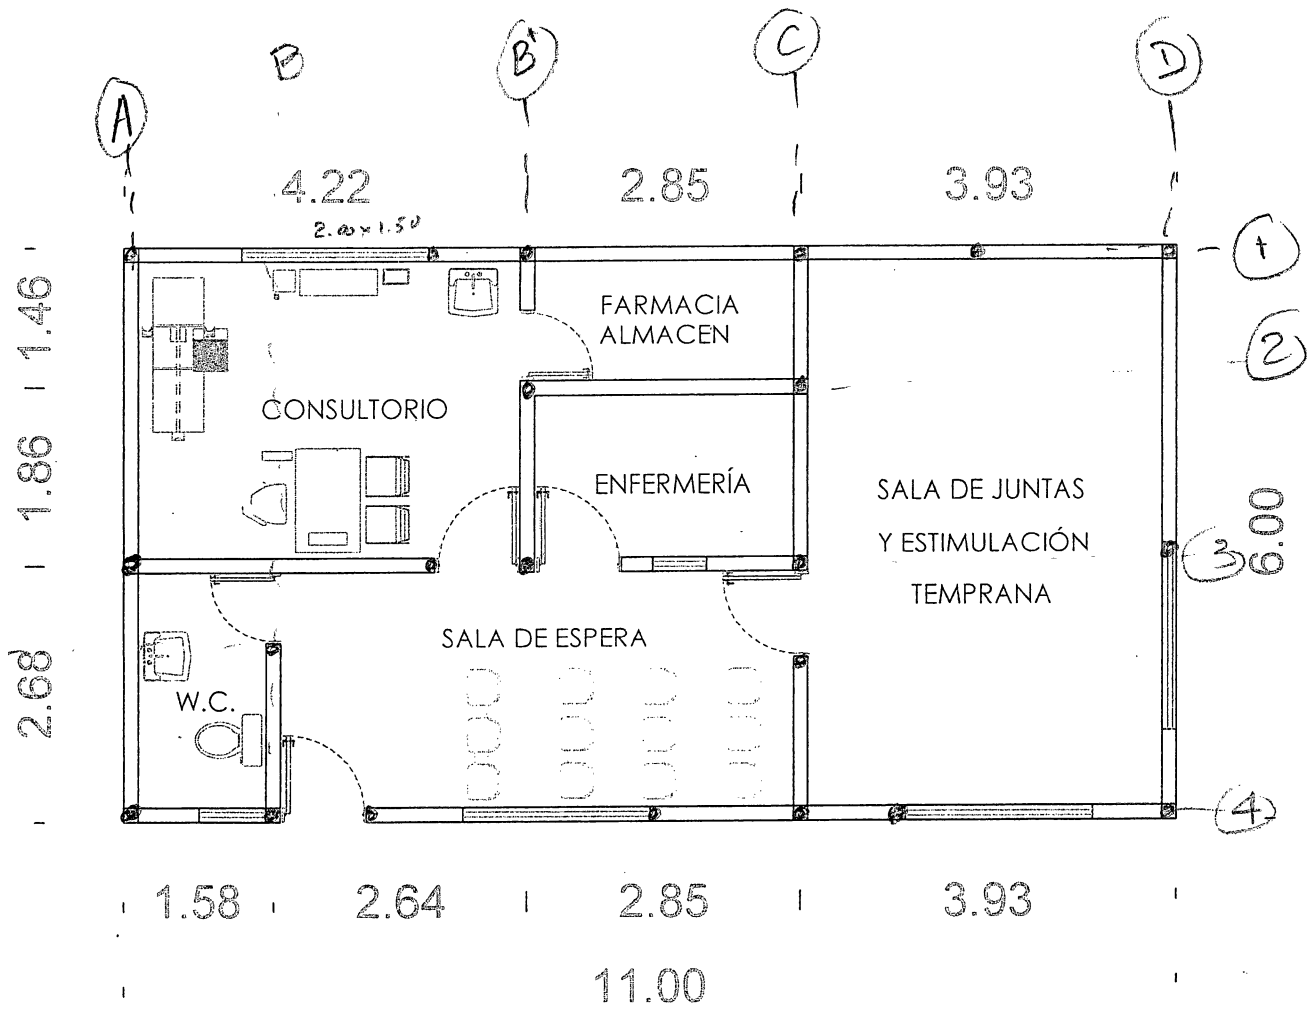 B
B'
C
D
A
4.22
2.85
3.93
2.00x1.50
1
1.46
FARMACIA
ALMACEN
2
CONSULTORIO
1.86
ENFERMERÍA
SALA DE JUNTAS
Y ESTIMULACIÓN
TEMPRANA
3
6.00
SALA DE ESPERA
2.68
W.C.
4
1.58
2.64
2.85
3.93
11.00